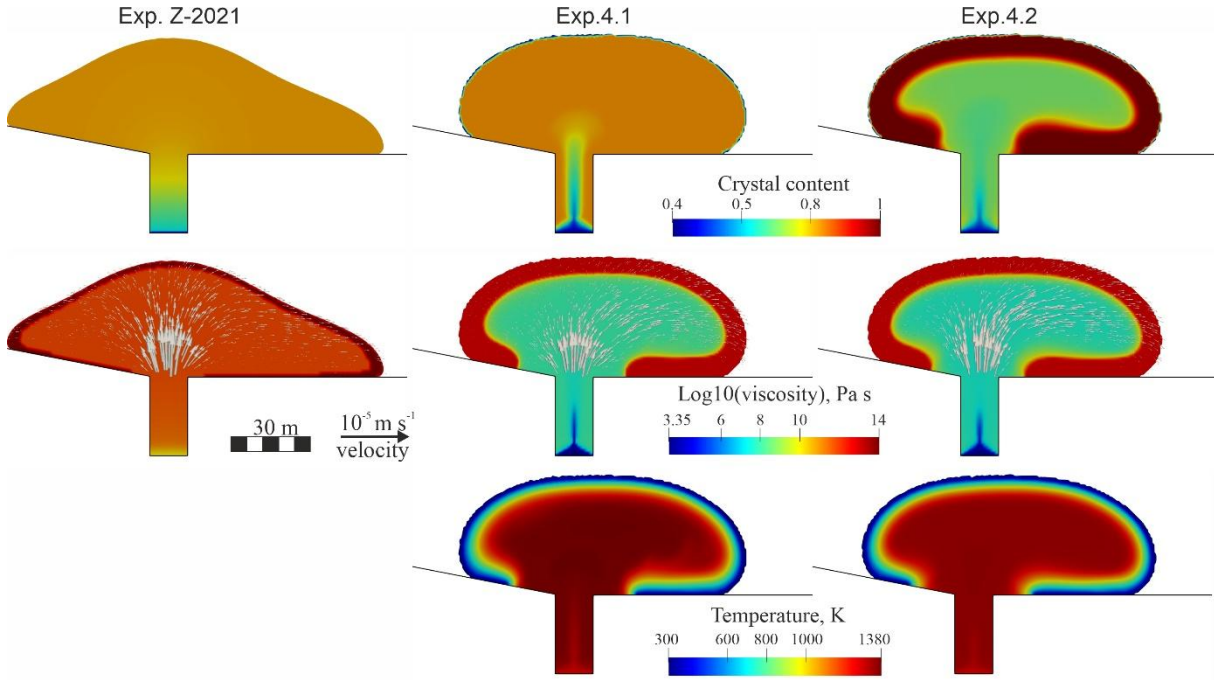 Exp. Z-2021 Exp.4.1 Exp.4.2
Crystal content
0.4 0.5 0.8 1
Log10(viscosity), Pa s
30 m 10⁻⁵ m s⁻¹
velocity
3.35 6 8 10 14
Temperature, K
300 600 800 1000 1380